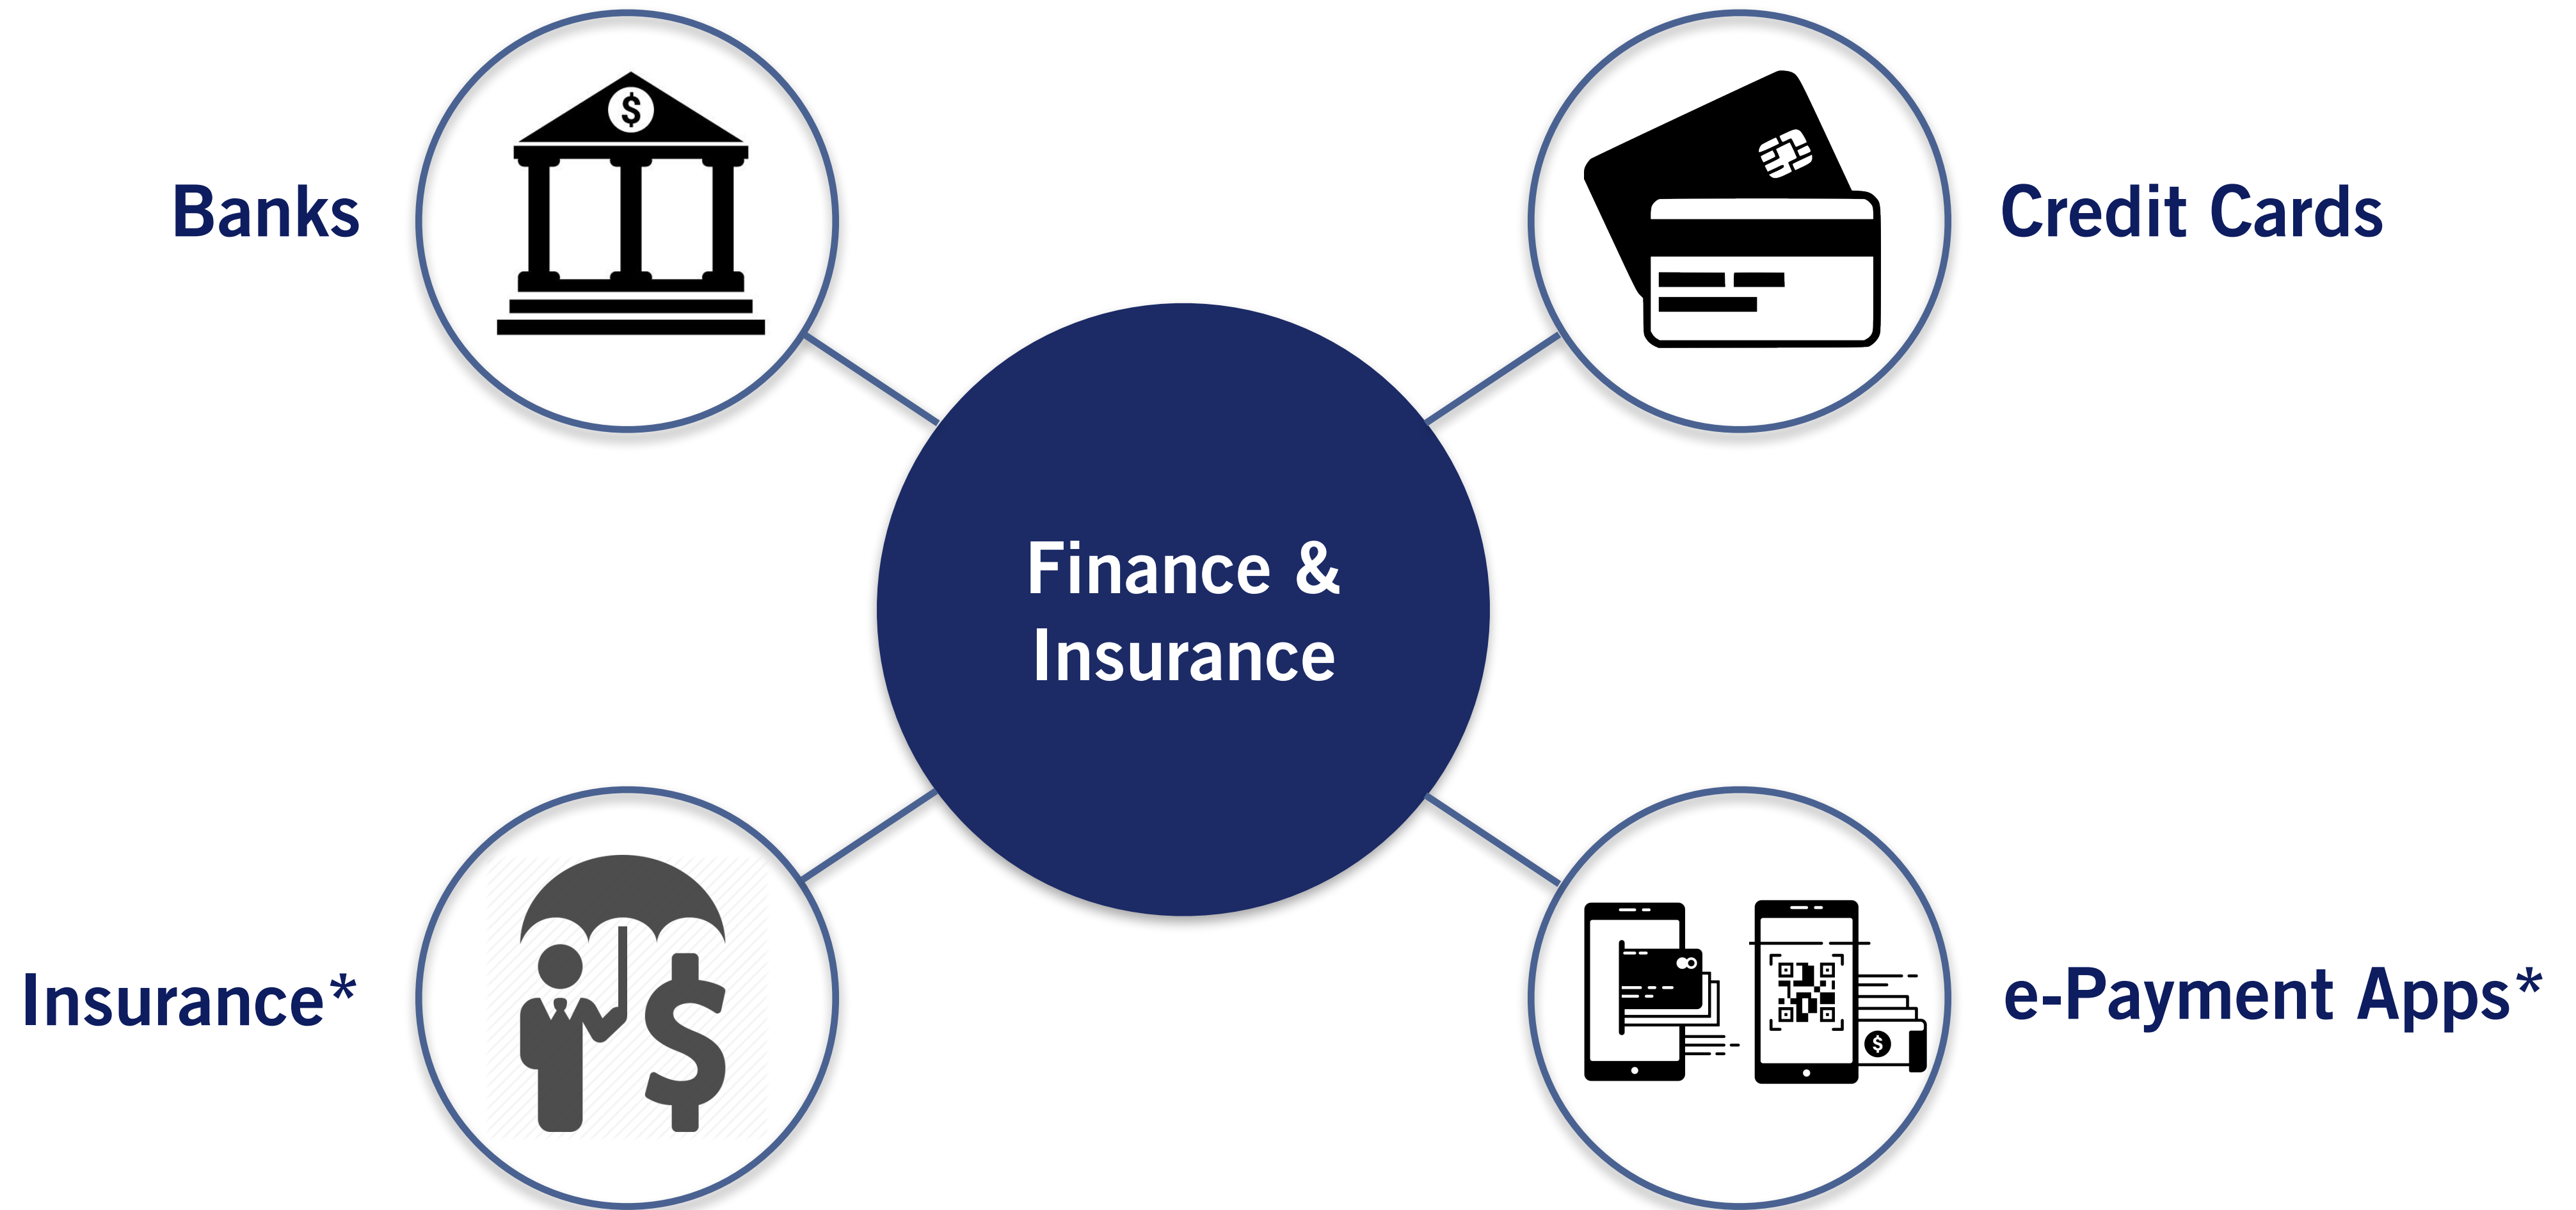 Banks
Credit Cards
Finance &
Insurance
Insurance*
e-Payment Apps*